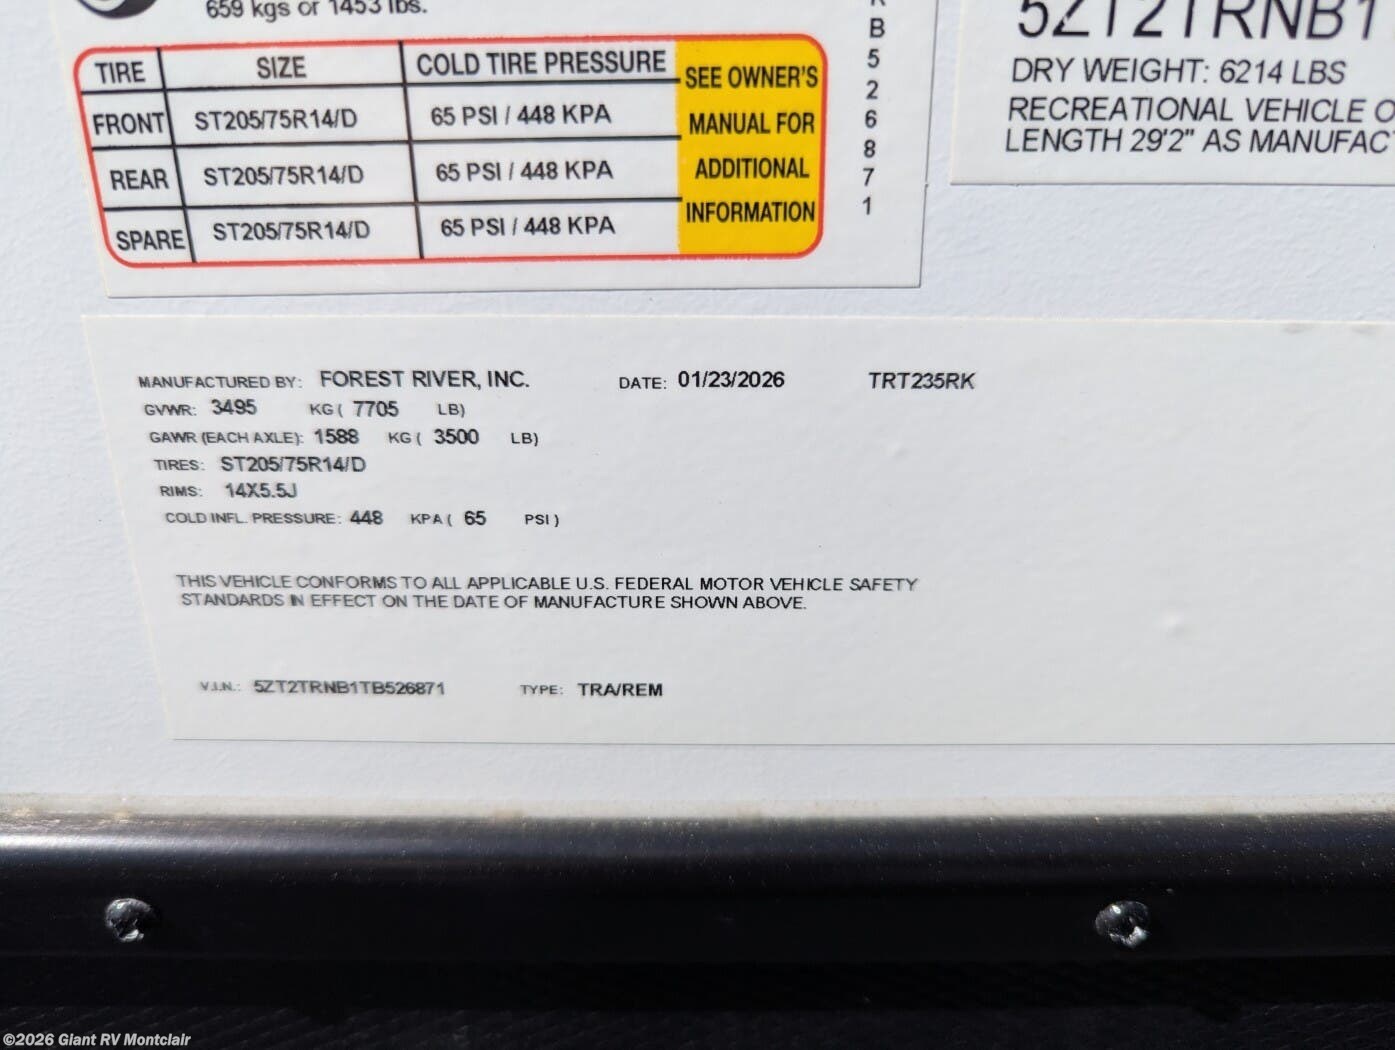 659 kgs or 1453 lbs.
TIRE SIZE COLD TIRE PRESSURE SEE OWNER'S MANUAL FOR ADDITIONAL INFORMATION
FRONT ST205/75R14/D 65 PSI / 448 KPA
REAR ST205/75R14/D 65 PSI / 448 KPA
SPARE ST205/75R14/D 65 PSI / 448 KPA
B
5
2
6
8
7
1
5ZT2TRNB1
DRY WEIGHT: 6214 LBS
RECREATIONAL VEHICLE
LENGTH 29'2" AS MANUFAC
MANUFACTURED BY: FOREST RIVER, INC. DATE: 01/23/2026 TRT235RK
GVWR: 3495 KG ( 7705 LB)
GAWR (EACH AXLE): 1588 KG ( 3500 LB)
TIRES: ST205/75R14/D
RIMS: 14X5.5J
COLD INFL. PRESSURE: 448 KPA ( 65 PSI )
THIS VEHICLE CONFORMS TO ALL APPLICABLE U.S. FEDERAL MOTOR VEHICLE SAFETY
STANDARDS IN EFFECT ON THE DATE OF MANUFACTURE SHOWN ABOVE.
V.I.N.: 5ZT2TRNB1TB526871 TYPE: TRA/REM
©2026 Giant RV Montclair